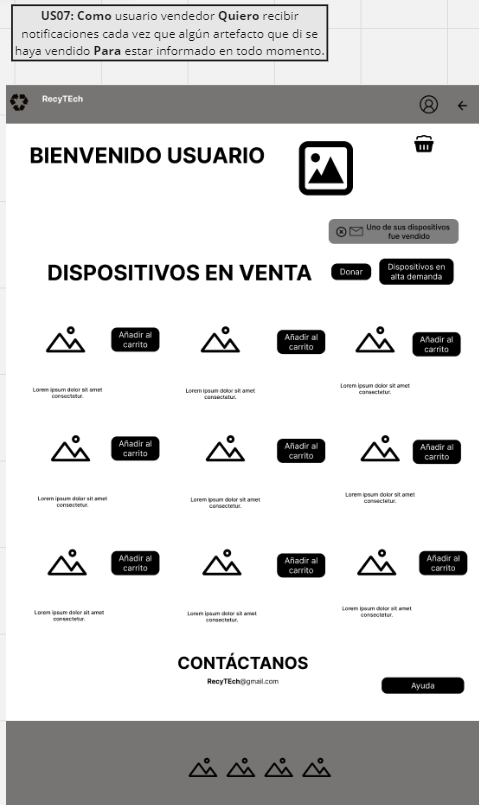 US07: Como usuario vendedor Quiero recibir
notificaciones cada vez que algún artefacto que di se
haya vendido Para estar informado en todo momento.
RecyTEch
BIENVENIDO USUARIO
Uno de sus dispositivos
fue vendido
DISPOSITIVOS EN VENTA
Donar
Dispositivos en
alta demanda
Añadir al
carrito
Añadir al
carrito
Añadir al
carrito
Lorem ipsum dolor sit amet
consectetur.
Lorem ipsum dolor sit amet
consectetur.
Lorem ipsum dolor sit amet
consectetur.
Añadir al
carrito
Añadir al
carrito
Añadir al
carrito
Lorem ipsum dolor sit amet
consectetur.
Lorem ipsum dolor sit amet
consectetur.
Lorem ipsum dolor sit amet
consectetur.
Añadir al
carrito
Añadir al
carrito
Añadir al
carrito
Lorem ipsum dolor sit amet
consectetur.
Lorem ipsum dolor sit amet
consectetur.
Lorem ipsum dolor sit amet
consectetur.
CONTÁCTANOS
RecyTEch@gmail.com
Ayuda